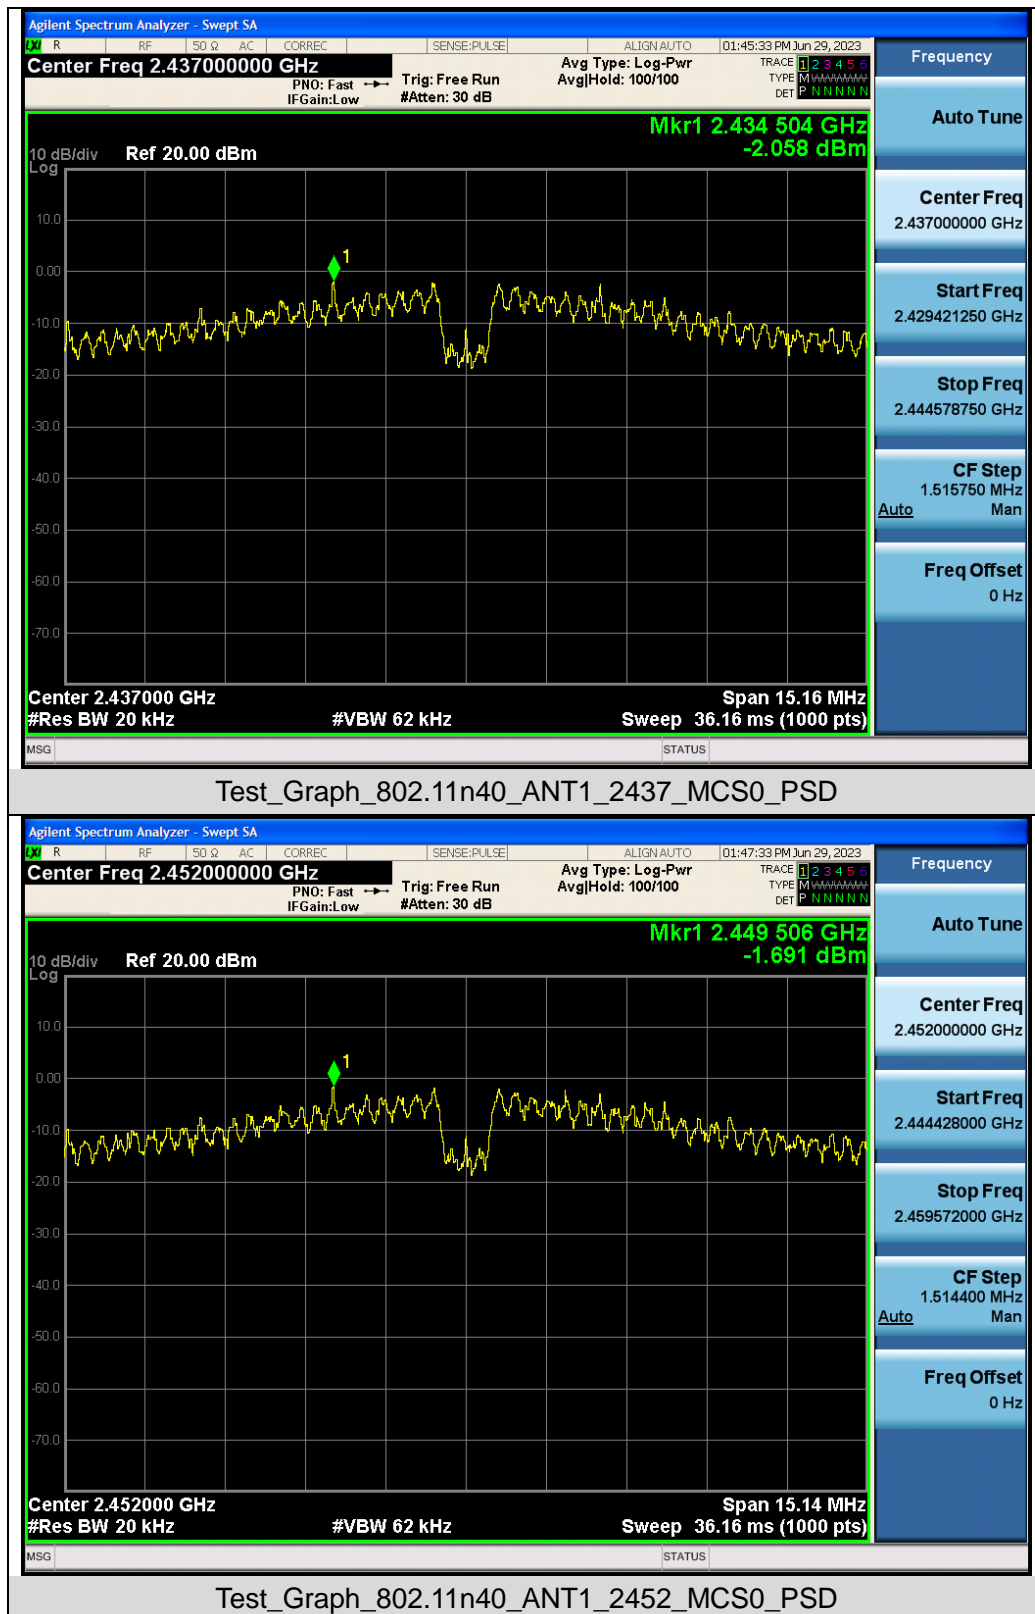 Agilent Spectrum Analyzer - Swept SA
LXI R RF 50 Ω AC CORREC SENSE:PULSE ALIGN AUTO 01:45:33 PM Jun 29, 2023
Center Freq 2.437000000 GHz Avg Type: Log-Pwr TRACE 1 2 3 4 5 6
PNO: Fast Trig: Free Run Avg|Hold: 100/100 TYPE M WWWWW
IFGain:Low #Atten: 30 dB DET P N N N N N
Frequency
Auto Tune
Mkr1 2.434 504 GHz
-2.058 dBm
10 dB/div Ref 20.00 dBm
Log
10.0
0.00
-10.0
-20.0
-30.0
-40.0
-50.0
-60.0
-70.0
1
Center Freq
2.437000000 GHz
Start Freq
2.429421250 GHz
Stop Freq
2.444578750 GHz
CF Step
1.515750 MHz
Auto Man
Freq Offset
0 Hz
Center 2.437000 GHz Span 15.16 MHz
#Res BW 20 kHz #VBW 62 kHz Sweep 36.16 ms (1000 pts)
MSG STATUS
Test_Graph_802.11n40_ANT1_2437_MCS0_PSD
Agilent Spectrum Analyzer - Swept SA
LXI R RF 50 Ω AC CORREC SENSE:PULSE ALIGN AUTO 01:47:33 PM Jun 29, 2023
Center Freq 2.452000000 GHz Avg Type: Log-Pwr TRACE 1 2 3 4 5 6
PNO: Fast Trig: Free Run Avg|Hold: 100/100 TYPE M WWWWW
IFGain:Low #Atten: 30 dB DET P N N N N N
Frequency
Auto Tune
Mkr1 2.449 506 GHz
-1.691 dBm
10 dB/div Ref 20.00 dBm
Log
10.0
0.00
-10.0
-20.0
-30.0
-40.0
-50.0
-60.0
-70.0
1
Center Freq
2.452000000 GHz
Start Freq
2.444428000 GHz
Stop Freq
2.459572000 GHz
CF Step
1.514400 MHz
Auto Man
Freq Offset
0 Hz
Center 2.452000 GHz Span 15.14 MHz
#Res BW 20 kHz #VBW 62 kHz Sweep 36.16 ms (1000 pts)
MSG STATUS
Test_Graph_802.11n40_ANT1_2452_MCS0_PSD